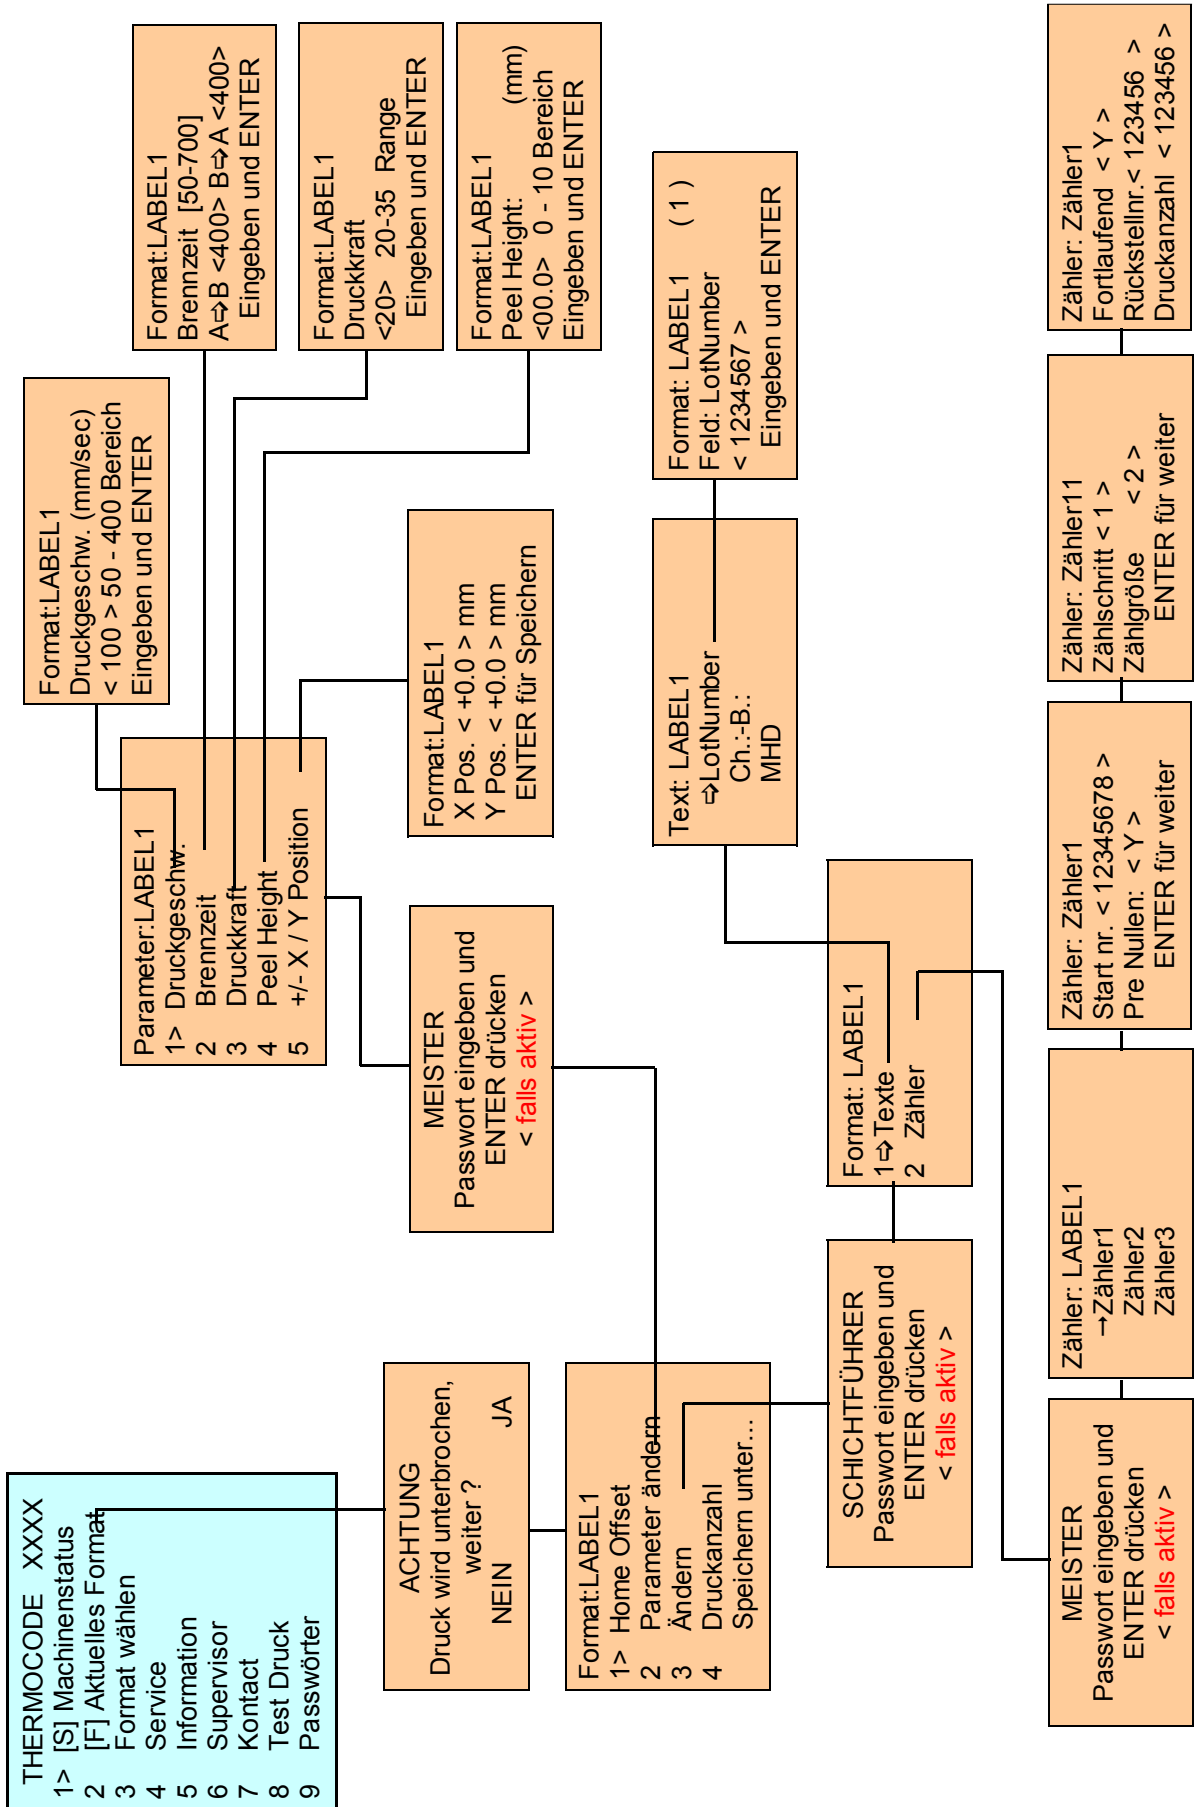 THERMOCODE XXXX
1> [S] Machinenstatus
2 [F] Aktuelles Format
3 Format wählen
4 Service
5 Information
6 Supervisor
7 Kontact
8 Test Druck
9 Passwörter
ACHTUNG
Druck wird unterbrochen,
weiter ?
NEIN JA
Format:LABEL1
1> Home Offset
2 Parameter ändern
3 Ändern
4 Druckanzahl
Speichern unter...
MEISTER
Passwort eingeben und
ENTER drücken
< falls aktiv >
Parameter:LABEL1
1> Druckgeschw.
2 Brennzeit
3 Druckkraft
4 Peel Height
5 +/- X / Y Position
Format:LABEL1
Druckgeschw. (mm/sec)
< 100 > 50 - 400 Bereich
Eingeben und ENTER
Format:LABEL1
Brennzeit [50-700]
A⇨B <400> B⇨A <400>
Eingeben und ENTER
Format:LABEL1
Druckkraft
<20> 20-35 Range
Eingeben und ENTER
Format:LABEL1
Peel Height: (mm)
<00.0> 0 - 10 Bereich
Eingeben und ENTER
Format:LABEL1
X Pos. < +0.0 > mm
Y Pos. < +0.0 > mm
ENTER für Speichern
SCHICHTFÜHRER
Passwort eingeben und
ENTER drücken
< falls aktiv >
Format: LABEL1
1⇨Texte
2 Zähler
Text: LABEL1
⇨LotNumber
Ch.:-B.:
MHD
Format: LABEL1 ( 1 )
Feld: LotNumber
< 1234567 >
Eingeben und ENTER
MEISTER
Passwort eingeben und
ENTER drücken
< falls aktiv >
Zähler: LABEL1
→Zähler1
Zähler2
Zähler3
Zähler: Zähler1
Start nr. < 12345678 >
Pre Nullen: < Y >
ENTER für weiter
Zähler: Zähler11
Zählschritt < 1 >
Zählgröße < 2 >
ENTER für weiter
Zähler: Zähler1
Fortlaufend < Y >
Rückstellnr.< 123456 >
Druckanzahl < 123456 >